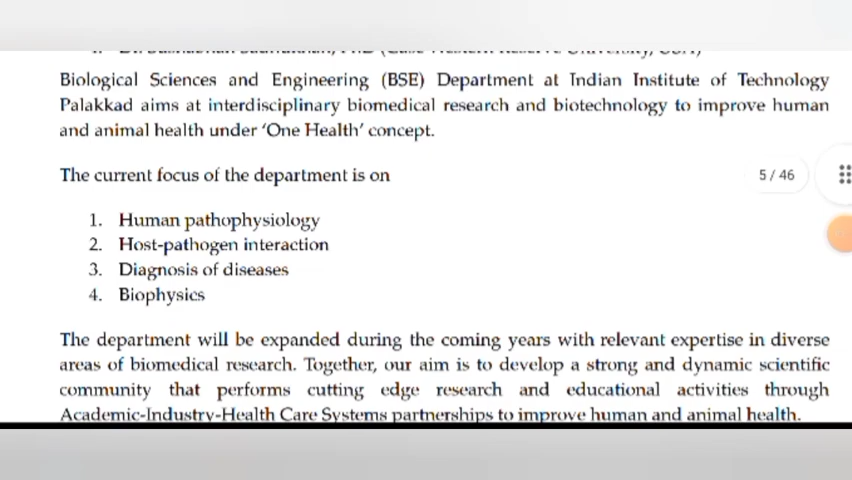 Biological Sciences and Engineering (BSE) Department at Indian Institute of Technology
Palakkad aims at interdisciplinary biomedical research and biotechnology to improve human
and animal health under 'One Health' concept.
The current focus of the department is on
5 / 46
1. Human pathophysiology
2. Host-pathogen interaction
3. Diagnosis of diseases
4. Biophysics
The department will be expanded during the coming years with relevant expertise in diverse
areas of biomedical research. Together, our aim is to develop a strong and dynamic scientific
community that performs cutting edge research and educational activities through
Academic-Industry-Health Care Systems partnerships to improve human and animal health.